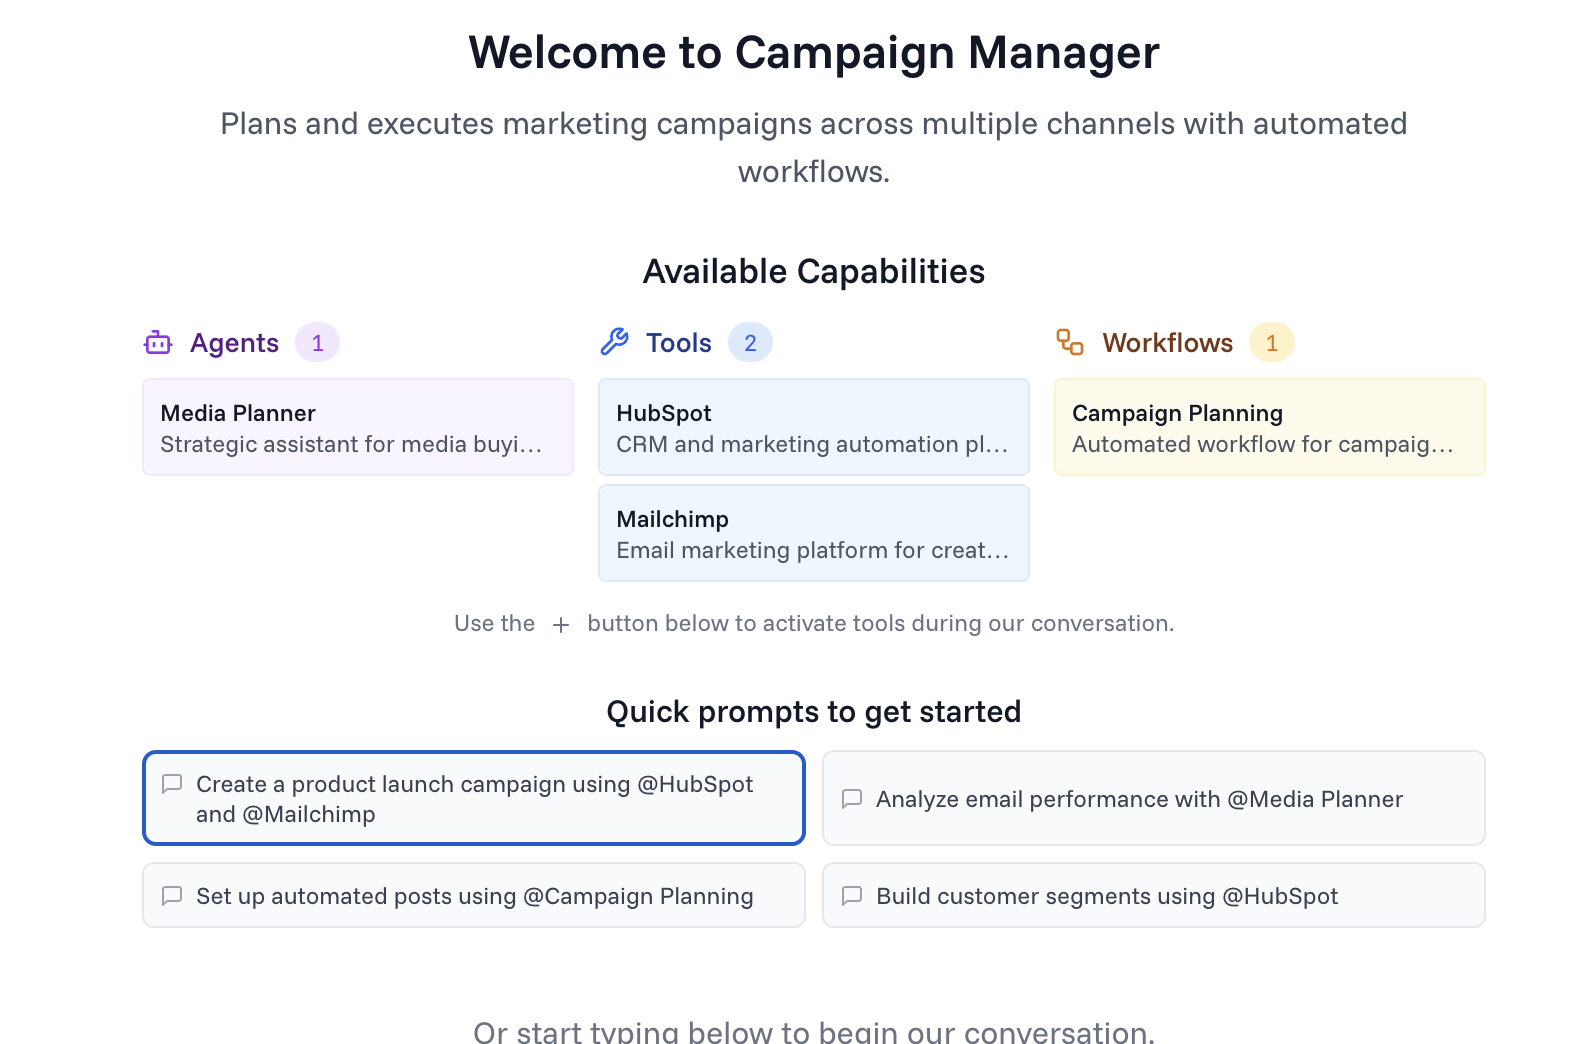 Welcome to Campaign Manager
Plans and executes marketing campaigns across multiple channels with automated
workflows.
Available Capabilities
Agents 1
Media Planner
Strategic assistant for media buyi...
Tools 2
HubSpot
CRM and marketing automation pl...
Mailchimp
Email marketing platform for creat...
Workflows 1
Campaign Planning
Automated workflow for campaig...
Use the + button below to activate tools during our conversation.
Quick prompts to get started
Create a product launch campaign using @HubSpot
and @Mailchimp
Analyze email performance with @Media Planner
Set up automated posts using @Campaign Planning
Build customer segments using @HubSpot
Or start typing below to begin our conversation.